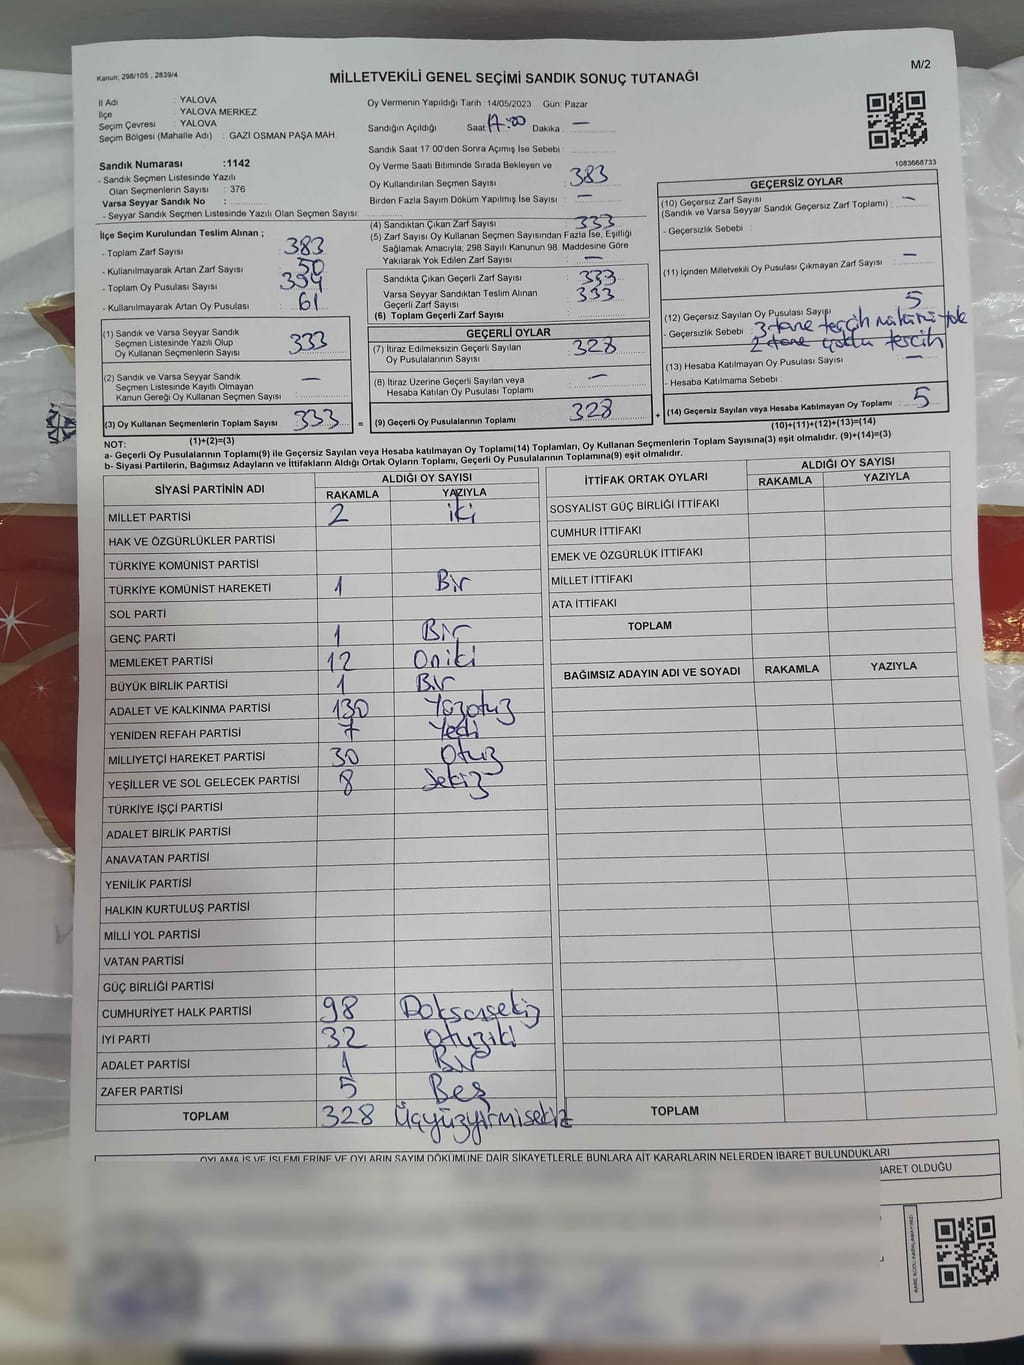 Kanun: 298/105 , 2839/4
MİLLETVEKİLİ GENEL SEÇİMİ SANDIK SONUÇ TUTANAĞI
M/2
İl Adı : YALOVA
İlçe : YALOVA MERKEZ
Seçim Çevresi : YALOVA
Seçim Bölgesi (Mahalle Adı) : GAZİ OSMAN PAŞA MAH.
Sandık Numarası :1142
- Sandık Seçmen Listesinde Yazılı
Olan Seçmenlerin Sayısı : 376
Varsa Seyyar Sandık No :
- Seyyar Sandık Seçmen Listesinde Yazılı Olan Seçmen Sayısı:
Oy Vermenin Yapıldığı Tarih :14/05/2023 Gün: Pazar
Sandığın Açıldığı Saat: 17:00 Dakika : —
Sandık Saat 17:00'den Sonra Açılmış İse Sebebi :
Oy Verme Saati Bitiminde Sırada Bekleyen ve
Oy Kullandırılan Seçmen Sayısı : 383
Birden Fazla Sayım Döküm Yapılmış İse Sayısı : —
1083668733
İlçe Seçim Kurulundan Teslim Alınan ;
- Toplam Zarf Sayısı : 383
- Kullanılmayarak Artan Zarf Sayısı : 50
- Toplam Oy Pusulası Sayısı : 394
- Kullanılmayarak Artan Oy Pusulası : 61
(1) Sandık ve Varsa Seyyar Sandık
Seçmen Listesinde Yazılı Olup
Oy Kullanan Seçmenlerin Sayısı : 333
(2) Sandık ve Varsa Seyyar Sandık
Seçmen Listesinde Kayıtlı Olmayan
Kanun Gereği Oy Kullanan Seçmen Sayısı : —
(3) Oy Kullanan Seçmenlerin Toplam Sayısı : 333 =
(1)+(2)=(3)
(4) Sandıktan Çıkan Zarf Sayısı : 333
(5) Zarf Sayısı Oy Kullanan Seçmen Sayısından Fazla İse, Eşitliği
Sağlamak Amacıyla, 298 Sayılı Kanunun 98. Maddesine Göre
Yakılarak Yok Edilen Zarf Sayısı : —
Sandıkta Çıkan Geçerli Zarf Sayısı : 333
Varsa Seyyar Sandıktan Teslim Alınan
Geçerli Zarf Sayısı : 333
(6) Toplam Geçerli Zarf Sayısı :
GEÇERLİ OYLAR
(7) İtiraz Edilmeksizin Geçerli Sayılan
Oy Pusulalarının Sayısı : 328
(8) İtiraz Üzerine Geçerli Sayılan veya
Hesaba Katılan Oy Pusulası Toplamı : —
(9) Geçerli Oy Pusulalarının Toplamı : 328 +
GEÇERSİZ OYLAR
(10) Geçersiz Zarf Sayısı : —
(Sandık ve Varsa Seyyar Sandık Geçersiz Zarf Toplamı)
- Geçersizlik Sebebi :
(11) İçinden Milletvekili Oy Pusulası Çıkmayan Zarf Sayısı : —
(12) Geçersiz Sayılan Oy Pusulası Sayısı : 5
- Geçersizlik Sebebi : 3 tane tercih mührü yok
2 tane çoklu tercih
(13) Hesaba Katılmayan Oy Pusulası Sayısı : —
- Hesaba Katılmama Sebebi :
(14) Geçersiz Sayılan veya Hesaba Katılmayan Oy Toplamı : 5
(10)+(11)+(12)+(13)=(14)
NOT:
a- Geçerli Oy Pusulalarının Toplamı(9) ile Geçersiz Sayılan veya Hesaba katılmayan Oy Toplamı(14) Toplamları, Oy Kullanan Seçmenlerin Toplam Sayısına(3) eşit olmalıdır. (9)+(14)=(3)
b- Siyasi Partilerin, Bağımsız Adayların ve İttifakların Aldığı Ortak Oyların Toplamı, Geçerli Oy Pusulalarının Toplamına(9) eşit olmalıdır.
SİYASİ PARTİNİN ADI ALDIĞI OY SAYISI
RAKAMLA YAZIYLA
MİLLET PARTİSİ 2 iki
HAK VE ÖZGÜRLÜKLER PARTİSİ
TÜRKİYE KOMÜNİST PARTİSİ
TÜRKİYE KOMÜNİST HAREKETİ 1 Bir
SOL PARTİ
GENÇ PARTİ 1 Bir
MEMLEKET PARTİSİ 12 Oniki
BÜYÜK BİRLİK PARTİSİ 1 Bir
ADALET VE KALKINMA PARTİSİ 130 Yüzotuz
YENİDEN REFAH PARTİSİ 7 Yedi
MİLLİYETÇİ HAREKET PARTİSİ 30 Otuz
YEŞİLLER VE SOL GELECEK PARTİSİ 8 Sekiz
TÜRKİYE İŞÇİ PARTİSİ
ADALET BİRLİK PARTİSİ
ANAVATAN PARTİSİ
YENİLİK PARTİSİ
HALKIN KURTULUŞ PARTİSİ
MİLLİ YOL PARTİSİ
VATAN PARTİSİ
GÜÇ BİRLİĞİ PARTİSİ
CUMHURİYET HALK PARTİSİ 98 Doksansekiz
İYİ PARTİ 32 Otuziki
ADALET PARTİSİ 1 Bir
ZAFER PARTİSİ 5 Beş
TOPLAM 328 Üçyüzyirmisekiz
İTTİFAK ORTAK OYLARI ALDIĞI OY SAYISI
RAKAMLA YAZIYLA
SOSYALİST GÜÇ BİRLİĞİ İTTİFAKI
CUMHUR İTTİFAKI
EMEK VE ÖZGÜRLÜK İTTİFAKI
MİLLET İTTİFAKI
ATA İTTİFAKI
TOPLAM
BAĞIMSIZ ADAYIN ADI VE SOYADI RAKAMLA YAZIYLA
TOPLAM
OYLAMA İŞ VE İŞLEMLERİNE VE OYLARIN SAYIM DÖKÜMÜNE DAİR ŞİKAYETLERLE BUNLARA AİT KARARLARIN NELERDEN İBARET BULUNDUKLARI
BARET OLDUĞU
KARE KODU KARALAMAYINIZ!